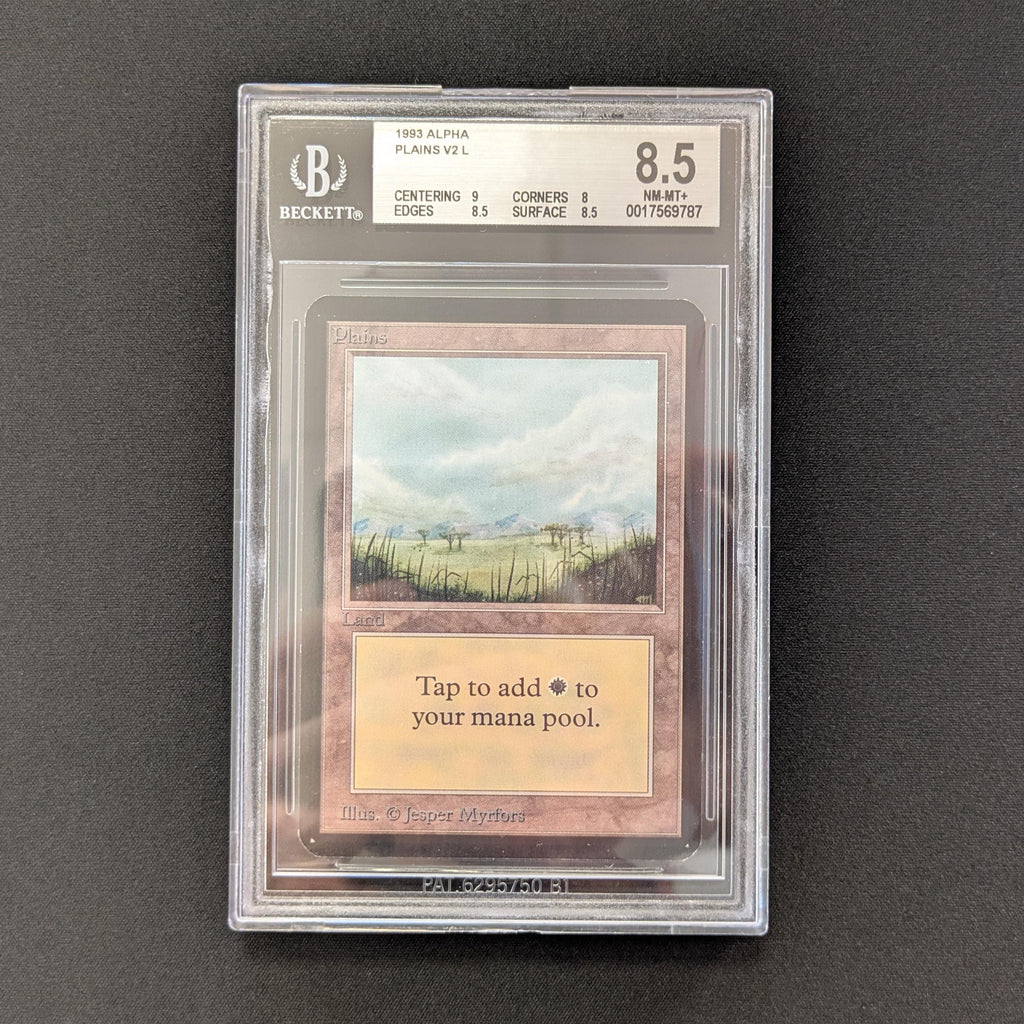 1993 ALPHA
PLAINS V2 L
8.5
CENTERING 9 CORNERS 8 NM-MT+
EDGES 8.5 SURFACE 8.5 0017569787
B
BECKETT®
Plains
Land
Tap to add to
your mana pool.
Illus. © Jesper Myrfors
PAT.6295750 B1